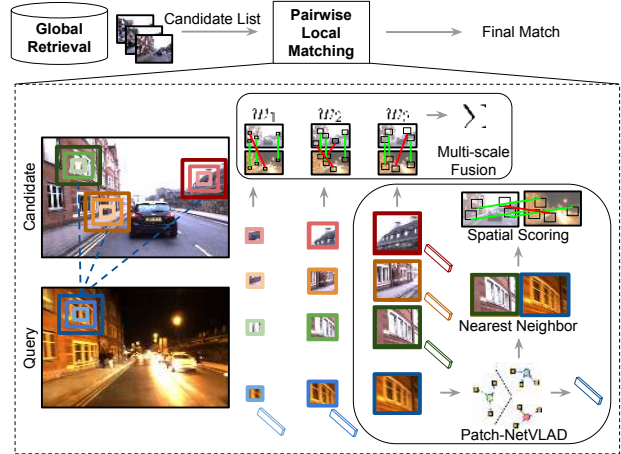 Global
Retrieval
Candidate List
Pairwise
Local
Matching
Final Match
w1
w2
w3
Σ
Multi-scale
Fusion
Candidate
Query
Spatial Scoring
Nearest Neighbor
Patch-NetVLAD